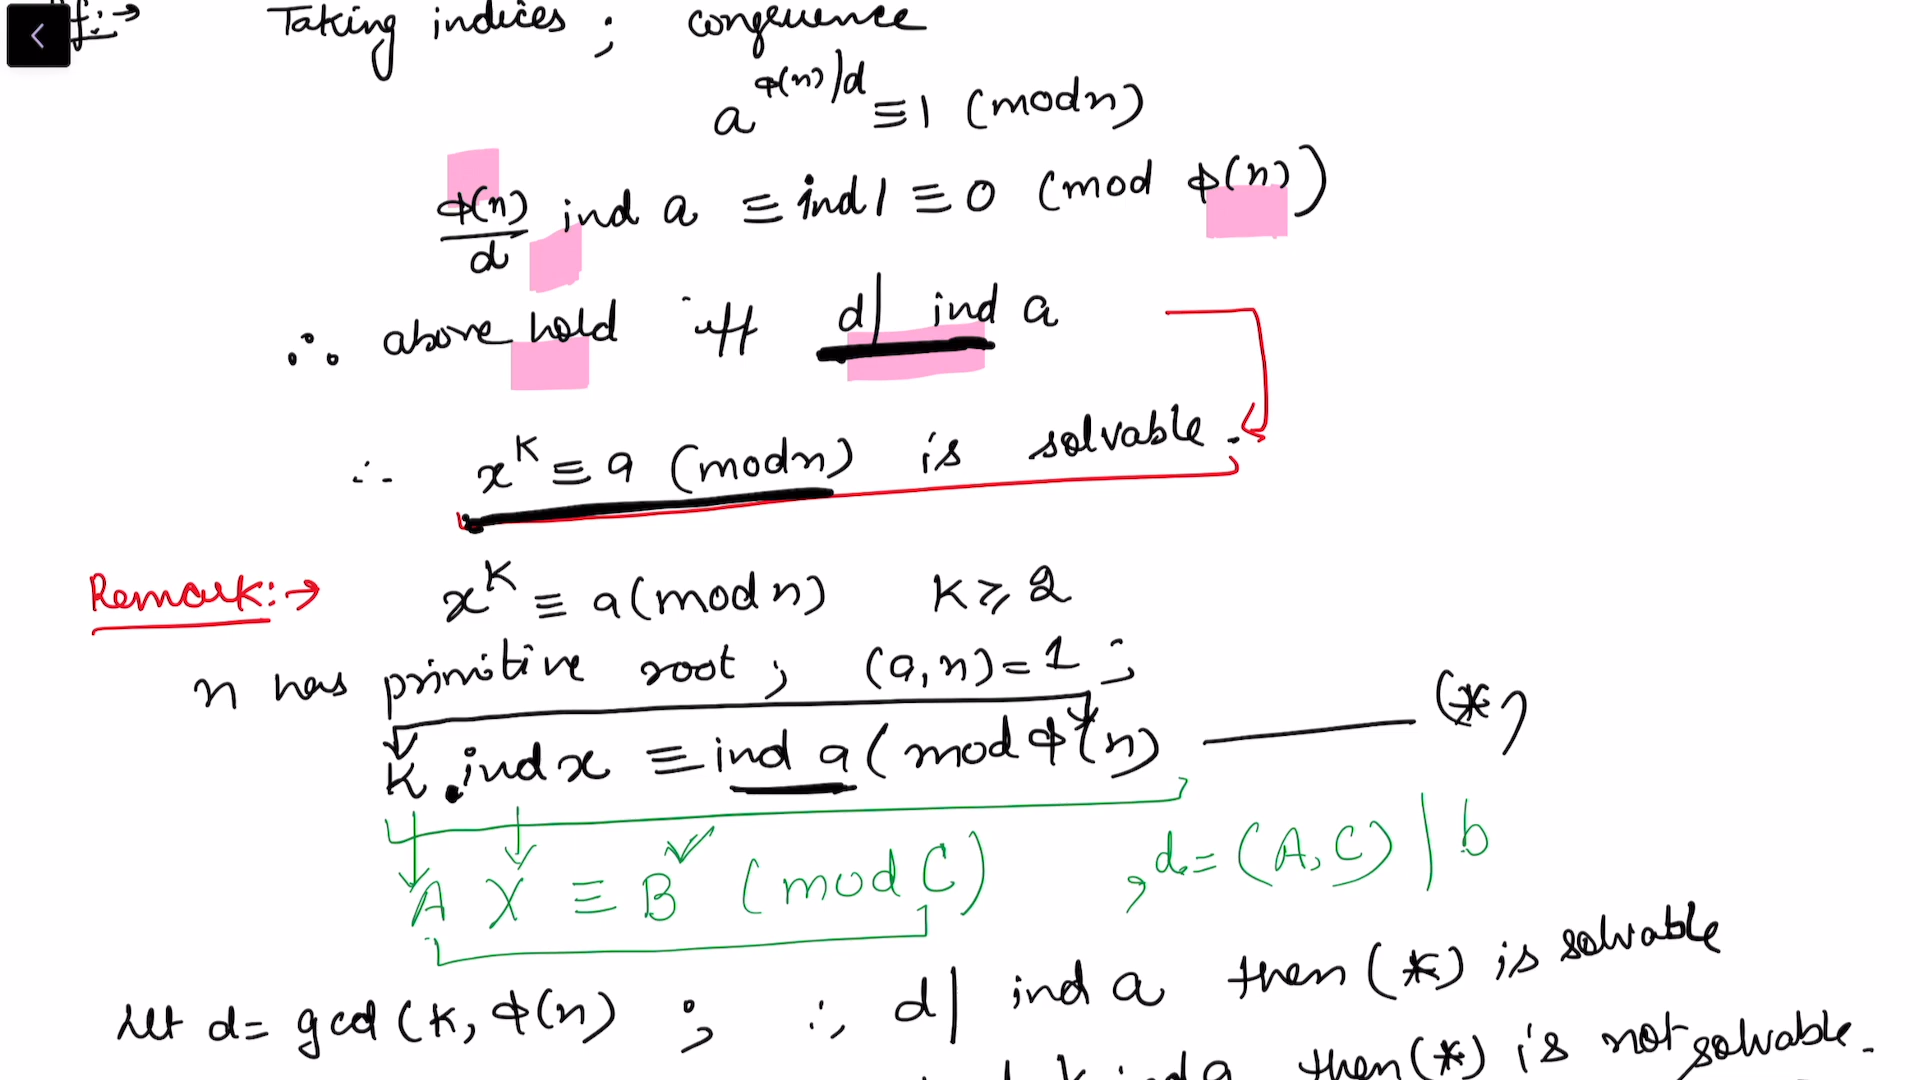 f:→ Taking indices ; congruence
a^{ϕ(n)/d} ≡ 1 (mod n)
ϕ(n)/d ind a ≡ ind 1 ≡ 0 (mod ϕ(n))
∴ above hold iff d| ind a
∴ x^K ≡ a (mod n) is solvable.
Remark:→ x^K ≡ a (mod n) K ⩾ 2
n has primitive root ; (a, n) = 1 ;
K . ind x ≡ ind a (mod ϕ(n) —— (*)
A X ≡ B ✓ (mod C) , d = (A, C) | b
Let d = gcd (K, ϕ(n) ; ∴, d| ind a then (*) is solvable
ind a then (*) is not solvable.